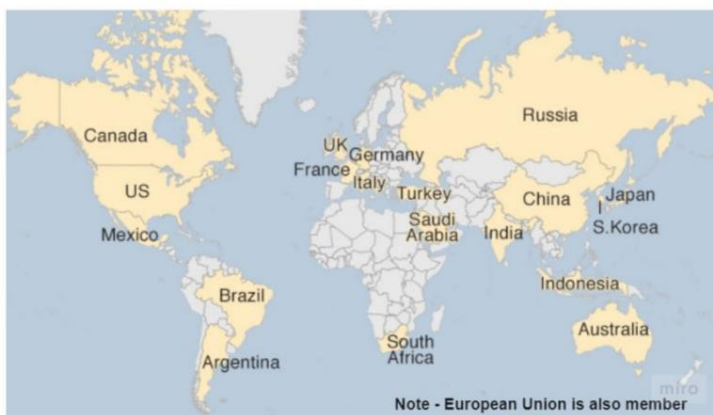 Canada
US
Mexico
Brazil
Argentina
UK
Germany
France
Italy
Turkey
Saudi
Arabia
South
Africa
Russia
China
Japan
S.Korea
India
Indonesia
Australia
miro
Note - European Union is also member